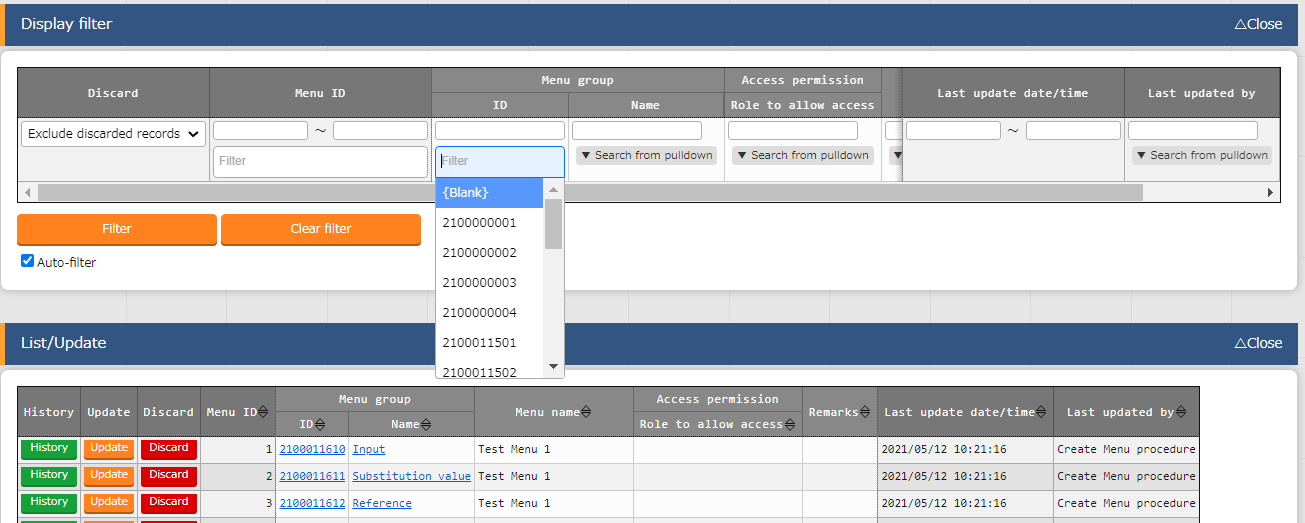 Display filter △Close
Menu group Access permission
Discard Menu ID Last update date/time Last updated by
ID Name Role to allow access
Exclude discarded records ~ ~
Filter Filter ▼ Search from pulldown ▼ Search from pulldown ▼ ▼ Search from pulldown
{Blank}
2100000001
2100000002
2100000003
2100000004
2100011501
2100011502
Filter Clear filter
Auto-filter
List/Update △Close
Menu group Access permission
History Update Discard Menu ID Menu name Remarks Last update date/time Last updated by
ID Name Role to allow access
History Update Discard 1 2100011610 Input Test Menu 1 2021/05/12 10:21:16 Create Menu procedure
History Update Discard 2 2100011611 Substitution value Test Menu 1 2021/05/12 10:21:16 Create Menu procedure
History Update Discard 3 2100011612 Reference Test Menu 1 2021/05/12 10:21:16 Create Menu procedure